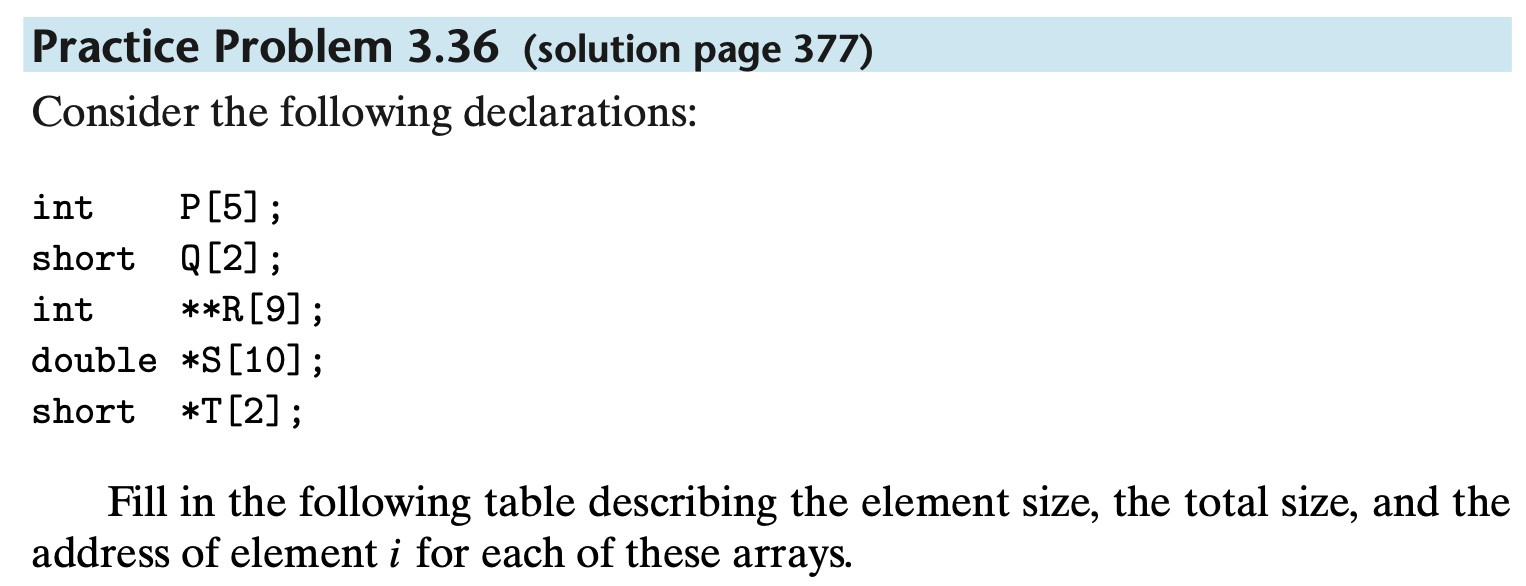 Practice Problem 3.36 (solution page 377)
Consider the following declarations:
int P[5];
short Q[2];
int **R[9];
double *S[10];
short *T[2];
Fill in the following table describing the element size, the total size, and the
address of element i for each of these arrays.